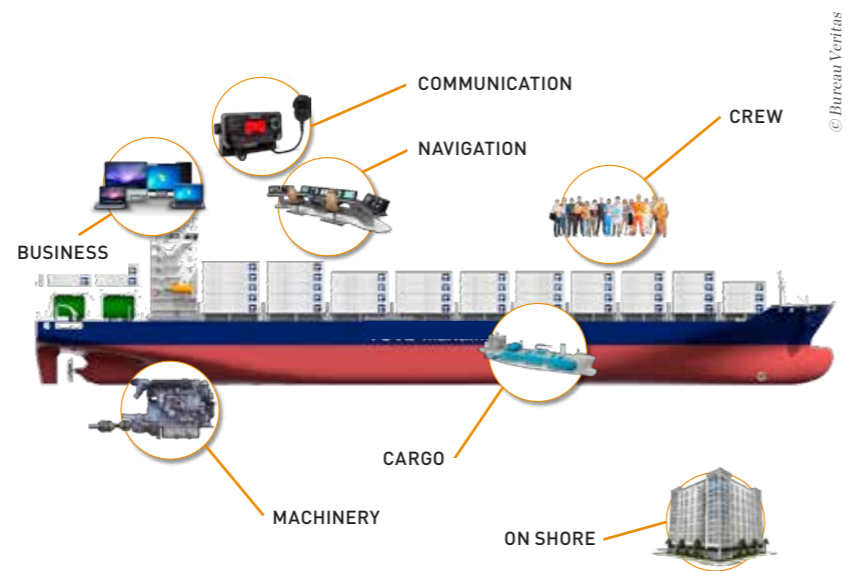 © Bureau Veritas
COMMUNICATION
CREW
NAVIGATION
BUSINESS
CARGO
MACHINERY
ON SHORE